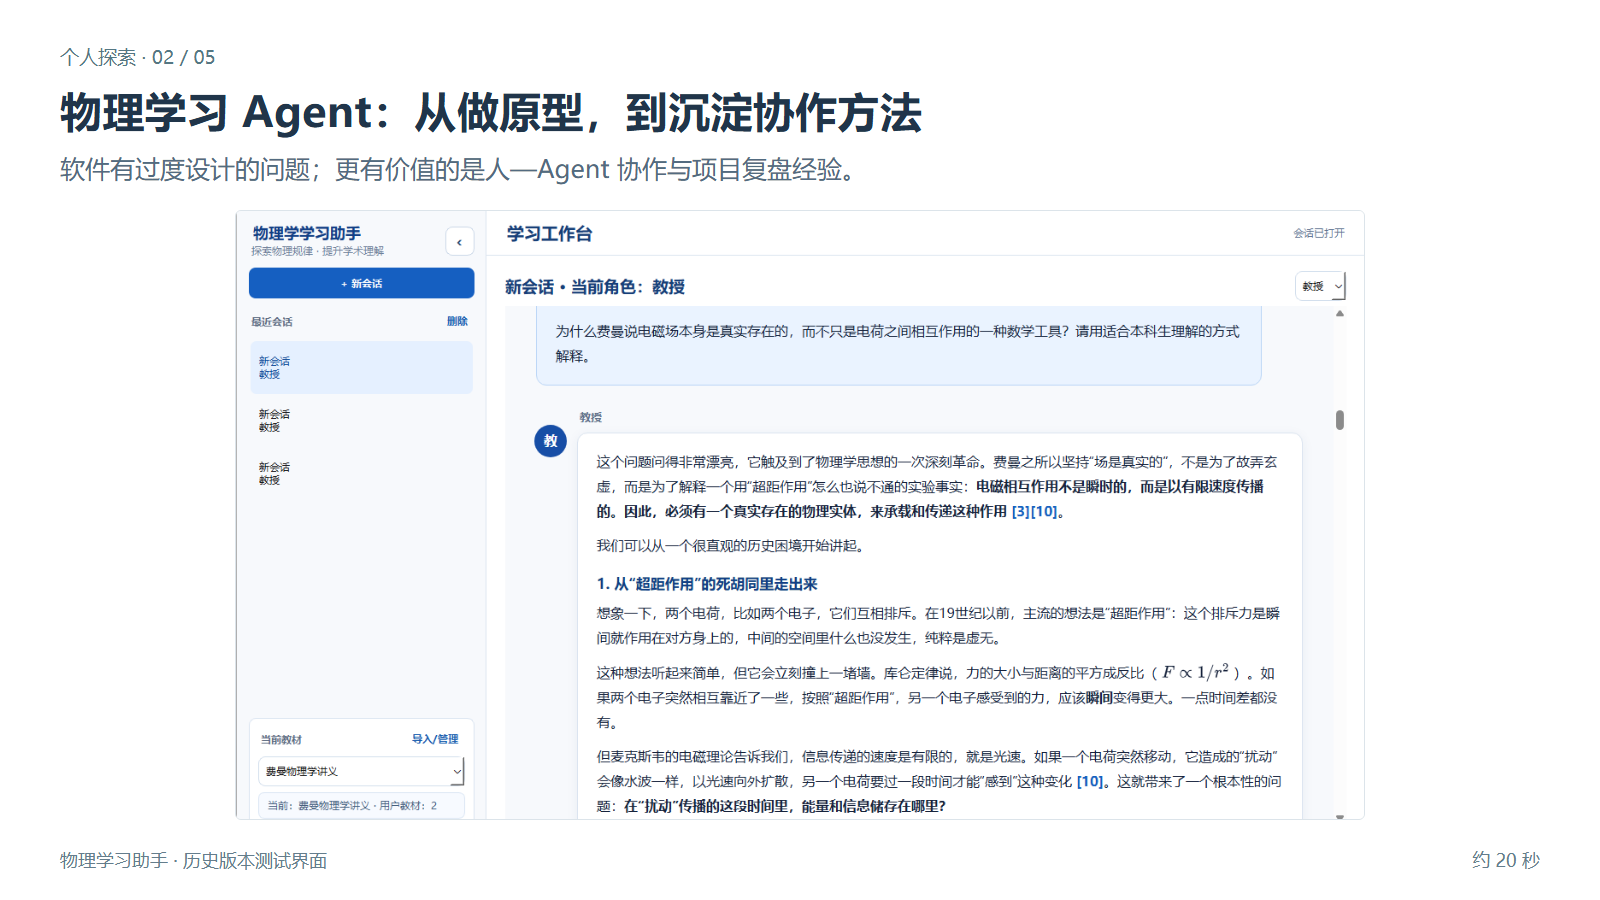 个人探索 · 02 / 05
物理学习 Agent：从做原型，到沉淀协作方法
软件有过度设计的问题；更有价值的是人—Agent 协作与项目复盘经验。
物理学学习助手
探索物理规律 · 提升学术理解
‹
+ 新会话
最近会话 删除
新会话
教授
新会话
教授
新会话
教授
当前教材 导入/管理
费曼物理学讲义
当前：费曼物理学讲义 · 用户教材：2
学习工作台 会话已打开
新会话 • 当前角色：教授 教授
为什么费曼说电磁场本身是真实存在的，而不只是电荷之间相互作用的一种数学工具？请用适合本科生理解的方式
解释。
教授
教
这个问题问得非常漂亮，它触及到了物理学思想的一次深刻革命。费曼之所以坚持“场是真实的”，不是为了故弄玄
虚，而是为了解释一个用“超距作用”怎么也说不通的实验事实：电磁相互作用不是瞬时的，而是以有限速度传播
的。因此，必须有一个真实存在的物理实体，来承载和传递这种作用 [3][10]。
我们可以从一个很直观的历史困境开始讲起。
1. 从“超距作用”的死胡同里走出来
想象一下，两个电荷，比如两个电子，它们互相排斥。在19世纪以前，主流的想法是“超距作用”：这个排斥力是瞬
间就作用在对方身上的，中间的空间里什么也没发生，纯粹是虚无。
这种想法听起来简单，但它会立刻撞上一堵墙。库仑定律说，力的大小与距离的平方成反比（ F ∝ 1/r² ）。如
果两个电子突然相互靠近了一些，按照“超距作用”，另一个电子感受到的力，应该瞬间变得更大。一点时间差都没
有。
但麦克斯韦的电磁理论告诉我们，信息传递的速度是有限的，就是光速。如果一个电荷突然移动，它造成的“扰动”
会像水波一样，以光速向外扩散，另一个电荷要过一段时间才能“感到”这种变化 [10]。这就带来了一个根本性的问
题：在“扰动”传播的这段时间里，能量和信息储存在哪里？
物理学习助手 · 历史版本测试界面
约 20 秒